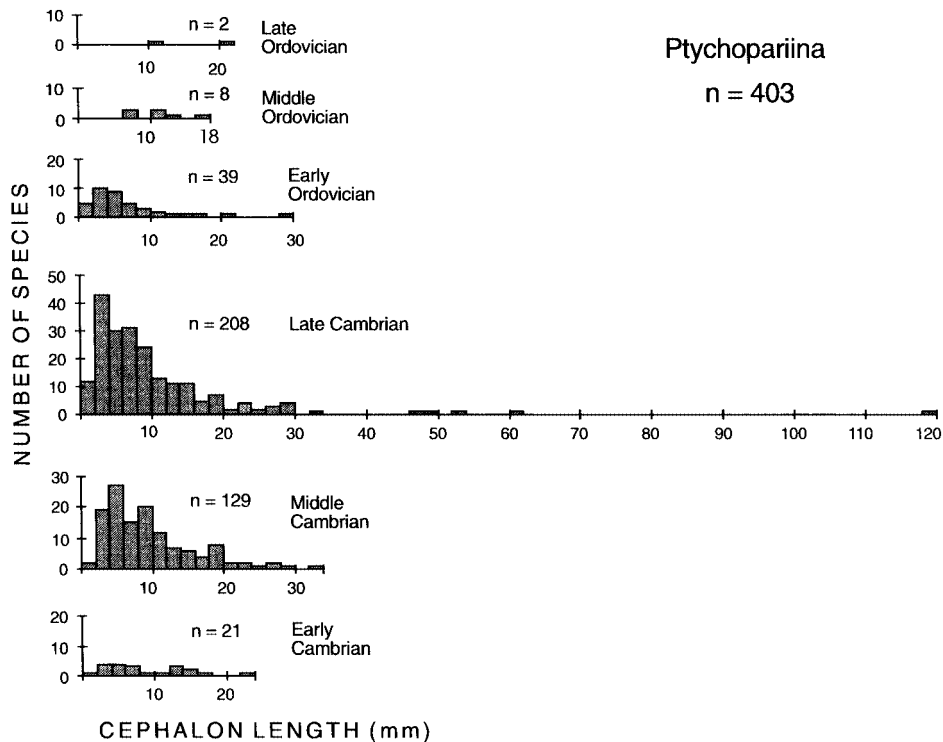 Ptychopariina
n = 403
NUMBER OF SPECIES
10
0
n = 2
Late
Ordovician
10
20
10
0
n = 8
Middle
Ordovician
10
18
20
10
0
n = 39
Early
Ordovician
10
20
30
50
40
30
20
10
0
n = 208
Late Cambrian
10
20
30
40
50
60
70
80
90
100
110
120
30
20
10
0
n = 129
Middle
Cambrian
10
20
30
20
10
0
n = 21
Early
Cambrian
10
20
CEPHALON LENGTH (mm)